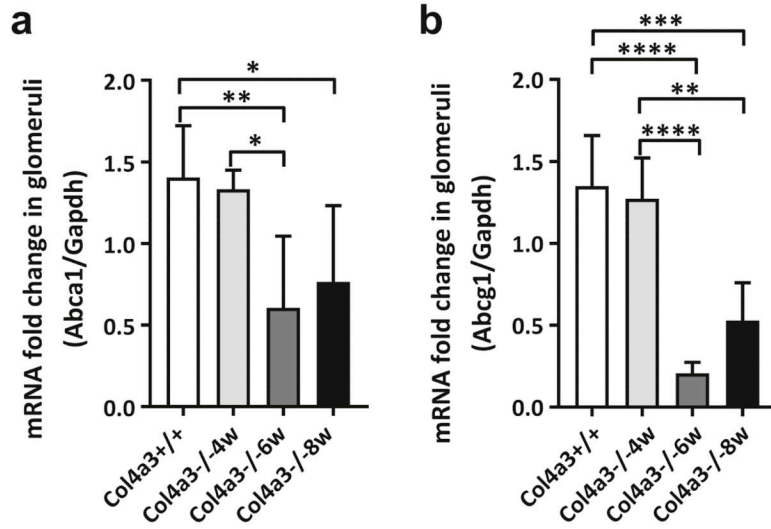 a
mRNA fold change in glomeruli
(Abca1/Gapdh)
2.0
1.5
1.0
0.5
0.0
*
**
*
Col4a3+/+
Col4a3-/-4w
Col4a3-/-6w
Col4a3-/-8w
b
mRNA fold change in glomeruli
(Abcg1/Gapdh)
2.0
1.5
1.0
0.5
0.0
***
****
**
****
Col4a3+/+
Col4a3-/-4w
Col4a3-/-6w
Col4a3-/-8w